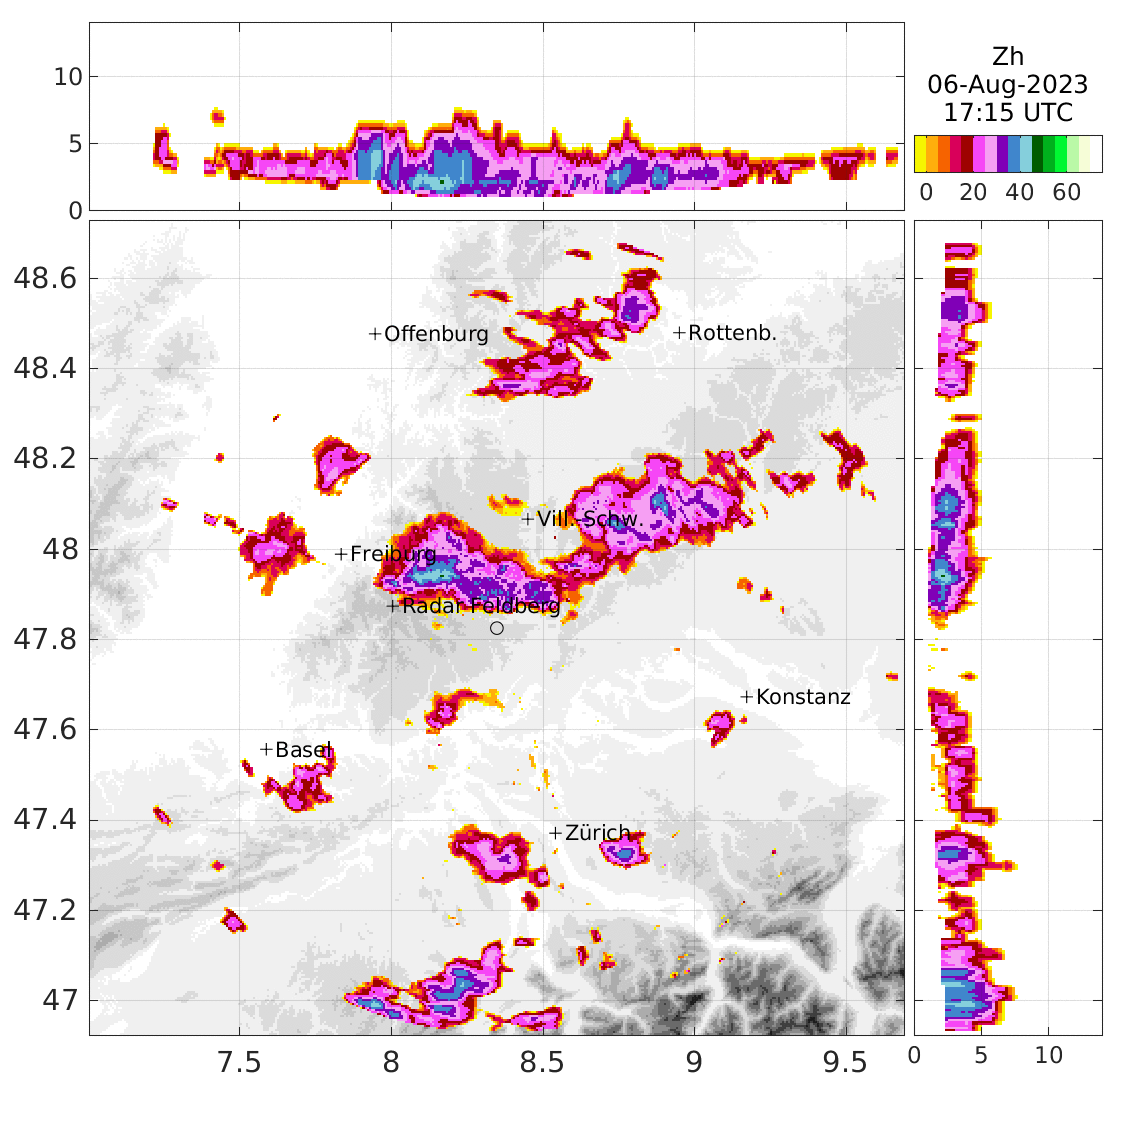 10
5
0
Zh
06-Aug-2023
17:15 UTC
0 20 40 60
48.6
48.4
48.2
48
47.8
47.6
47.4
47.2
47
+Offenburg
+Rottenb.
+Vill.-Schw.
+Freiburg
+Radar Feldberg
+Konstanz
+Basel
+Zürich
7.5 8 8.5 9 9.5
0 5 10